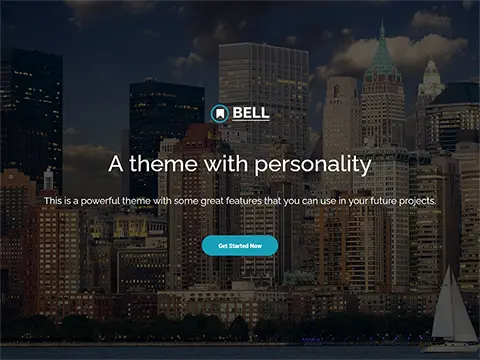 BELL
A theme with personality
This is a powerful theme with some great features that you can use in your future projects.
Get Started Now